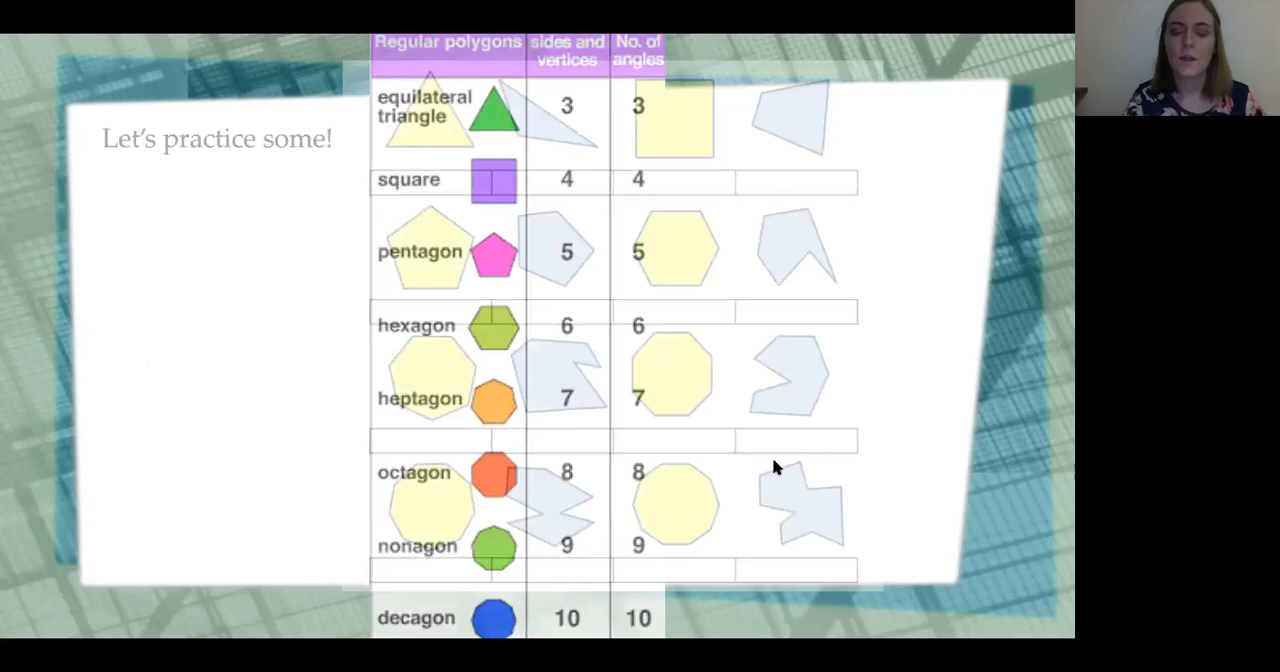 Let's practice some!
Regular polygons sides and vertices No. of angles
equilateral triangle 3 3
square 4 4
pentagon 5 5
hexagon 6 6
heptagon 7 7
octagon 8 8
nonagon 9 9
decagon 10 10